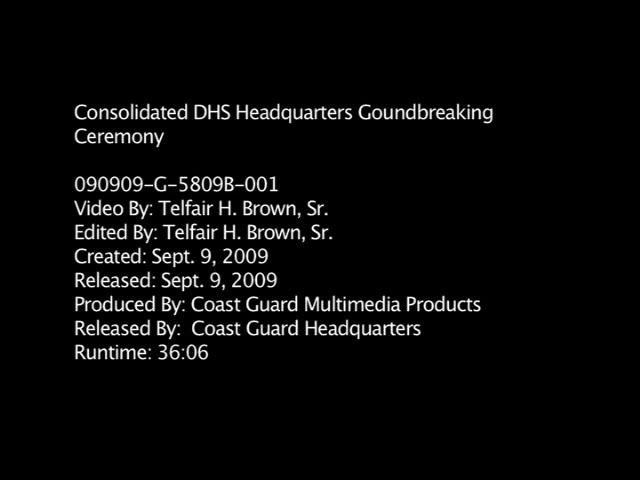 Consolidated DHS Headquarters Goundbreaking
Ceremony
090909-G-5809B-001
Video By: Telfair H. Brown, Sr.
Edited By: Telfair H. Brown, Sr.
Created: Sept. 9, 2009
Released: Sept. 9, 2009
Produced By: Coast Guard Multimedia Products
Released By:  Coast Guard Headquarters
Runtime: 36:06